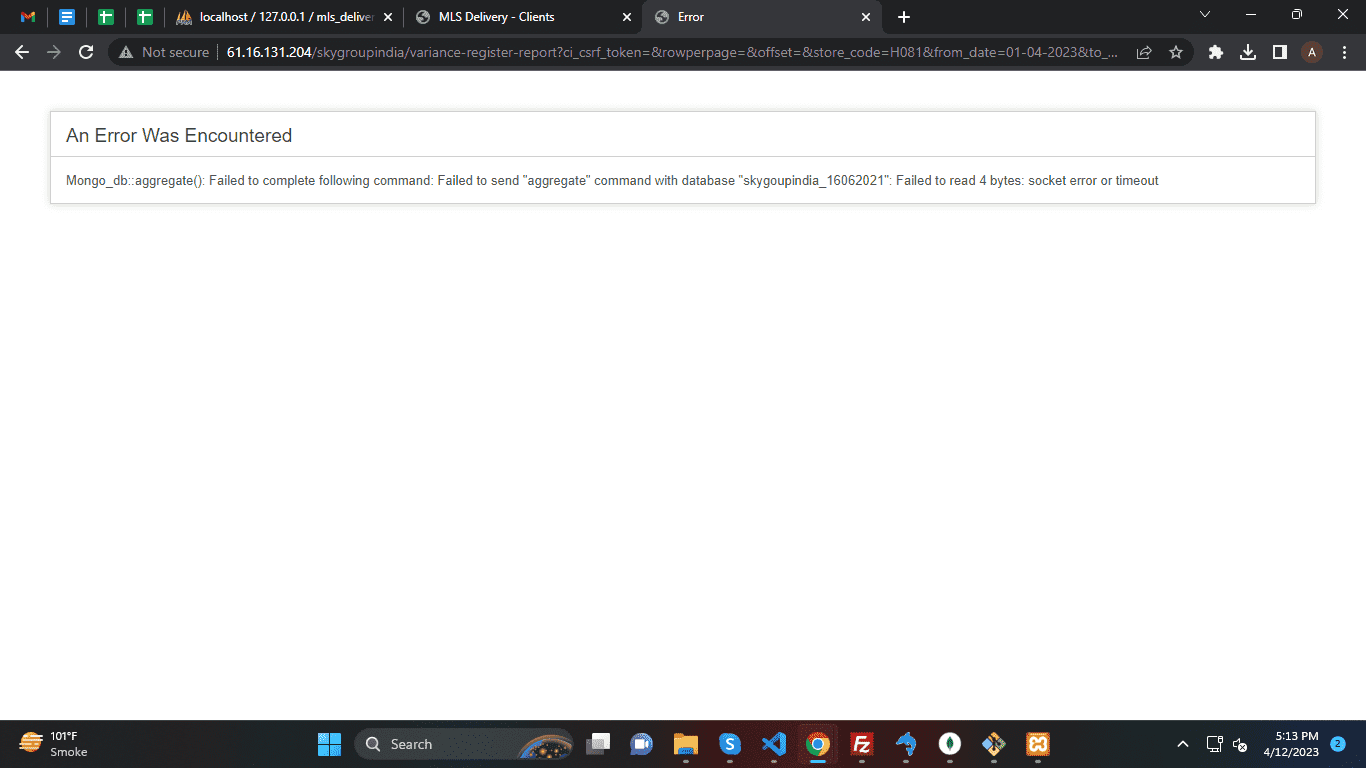 localhost / 127.0.0.1 / mls_deliver
MLS Delivery - Clients
Error
Not secure
61.16.131.204/skygroupindia/variance-register-report?ci_csrf_token=&rowperpage=&offset=&store_code=H081&from_date=01-04-2023&to_...
A
An Error Was Encountered
Mongo_db::aggregate(): Failed to complete following command: Failed to send "aggregate" command with database "skygoupindia_16062021": Failed to read 4 bytes: socket error or timeout
101°F
Smoke
Search
S
Fz
5:13 PM
4/12/2023
2